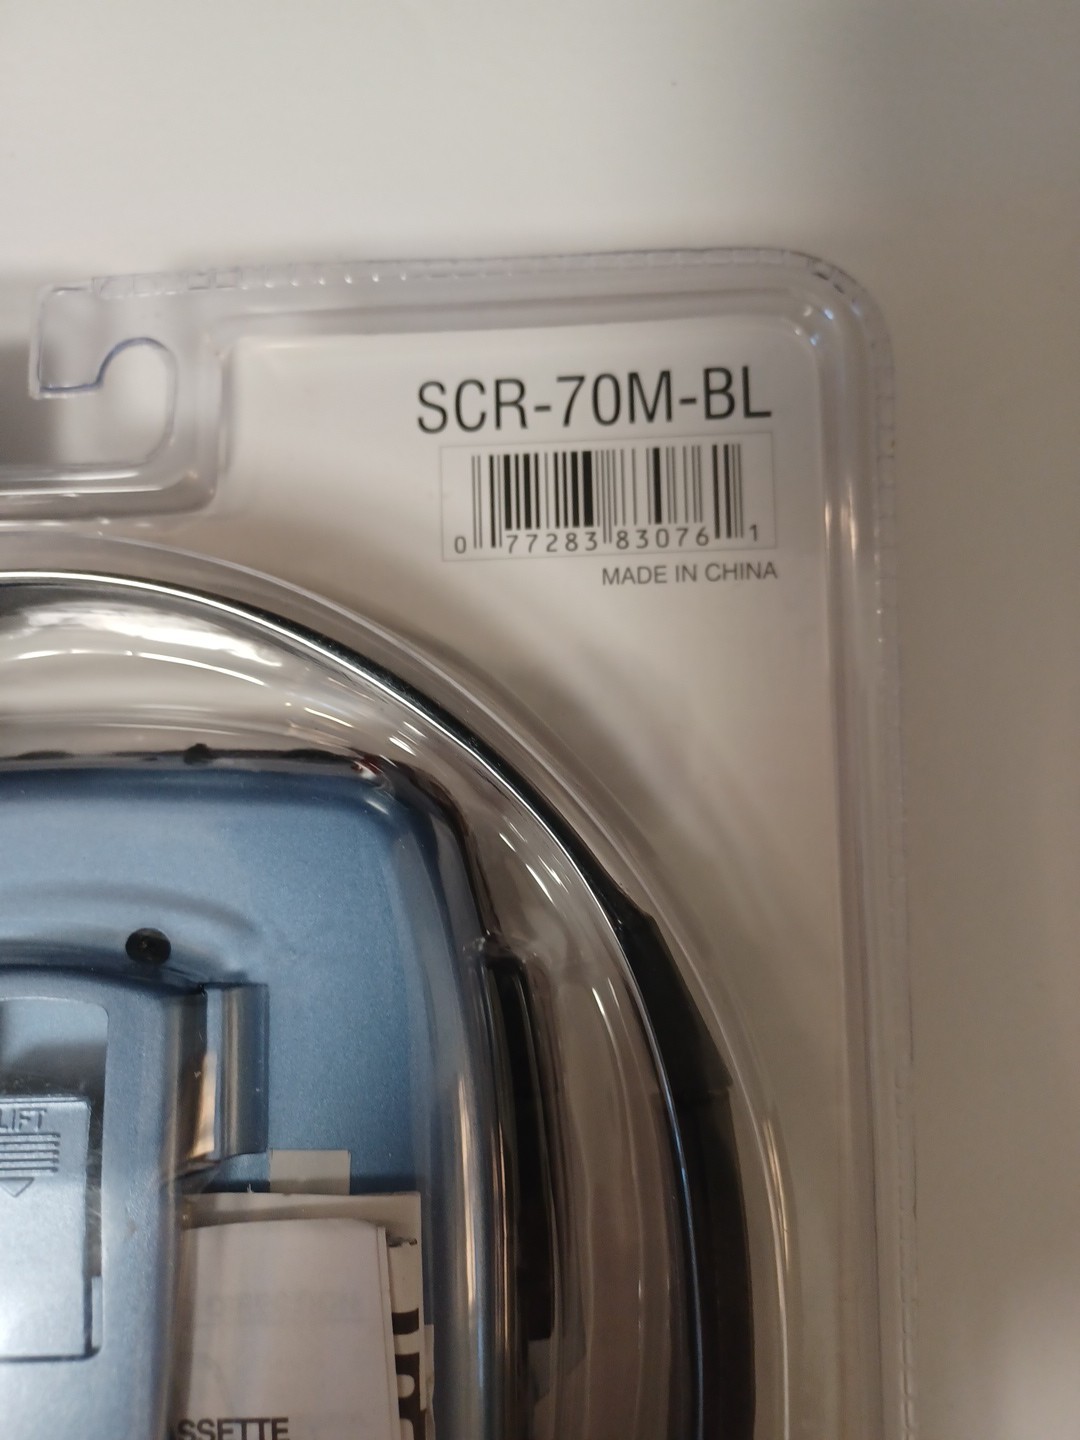 SCR-70M-BL
0 77283 83076 1
MADE IN CHINA
LIFT
SSETTE